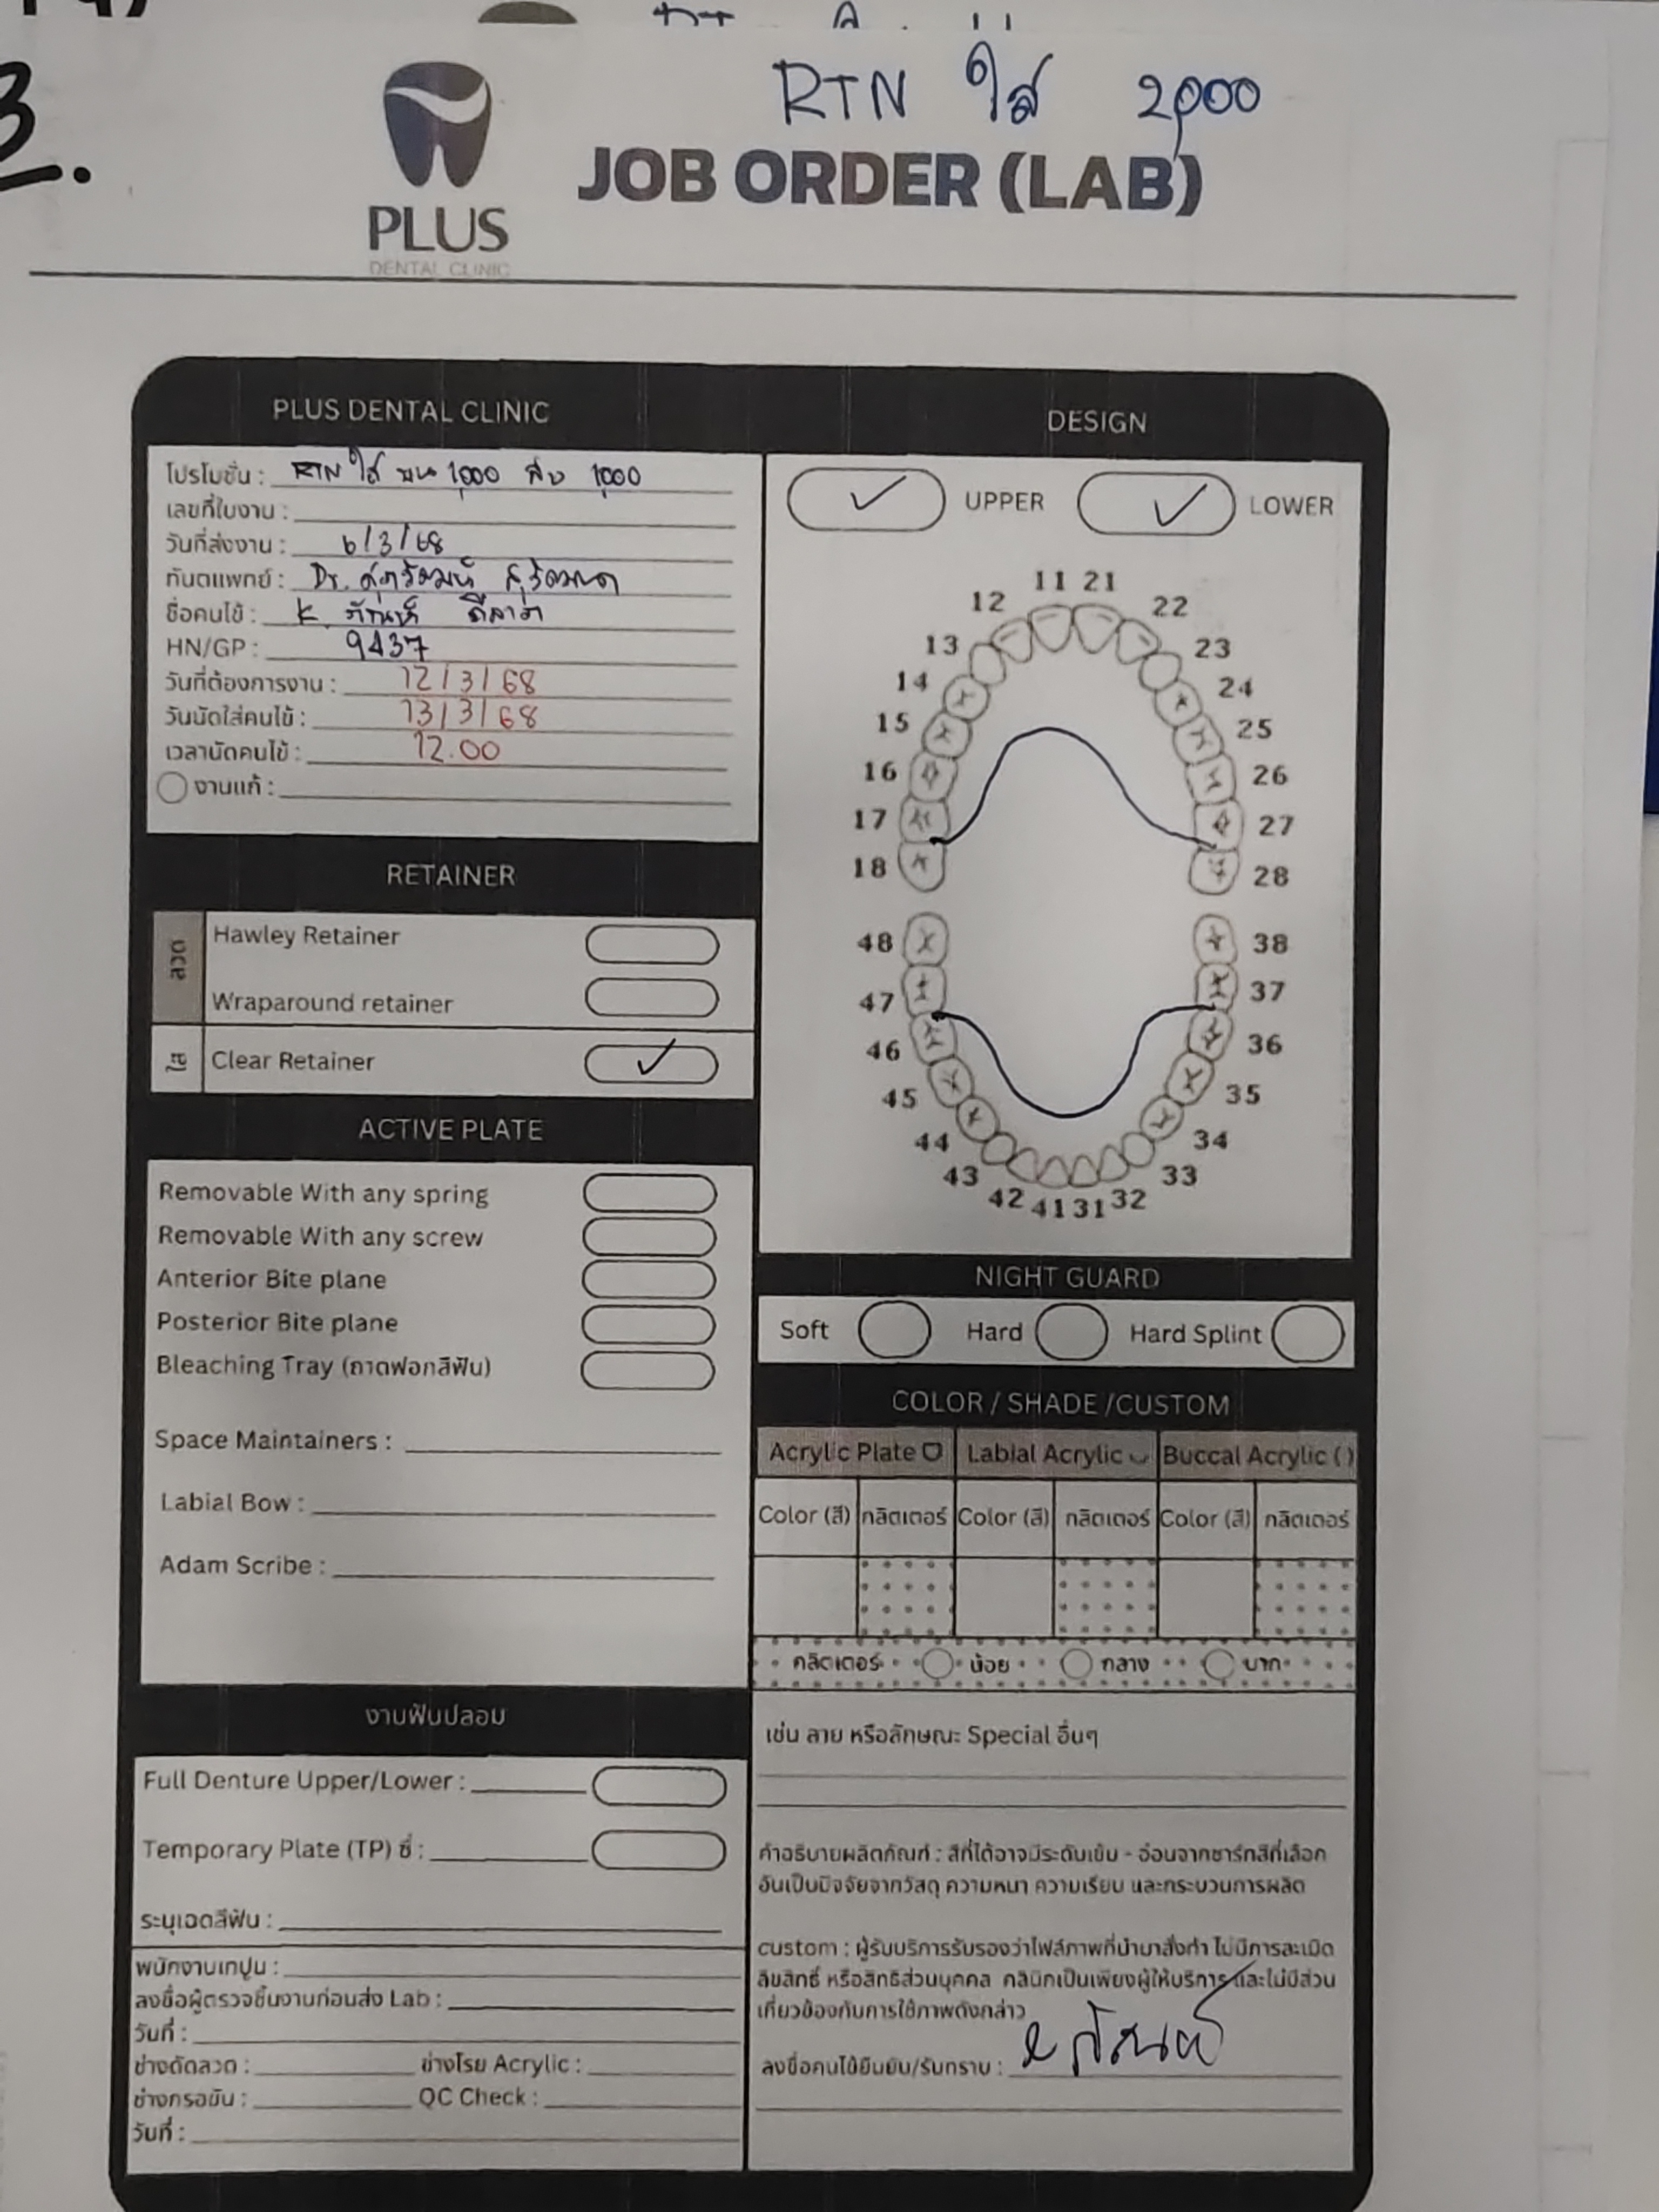 RTN ใส 2,000
PLUS
DENTAL CLINIC
JOB ORDER (LAB)
PLUS DENTAL CLINIC
โปรโมชั่น : RTN ใส บน 1,000 ล่าง 1,000
เลขที่ใบงาน :
วันที่ส่งงาน : 6/3/68
ทันตแพทย์ : Dr.
ชื่อคนไข้ : K.
HN/GP : 9437
วันที่ต้องการงาน : 12/3/68
วันนัดใส่คนไข้ : 13/3/68
เวลานัดคนไข้ : 12.00
งานแก้ :
RETAINER
ลวด
Hawley Retainer
Wraparound retainer
ใส
Clear Retainer
ACTIVE PLATE
Removable With any spring
Removable With any screw
Anterior Bite plane
Posterior Bite plane
Bleaching Tray (ถาดฟอกสีฟัน)
Space Maintainers :
Labial Bow :
Adam Scribe :
งานฟันปลอม
Full Denture Upper/Lower :
Temporary Plate (TP) ซี่ :
ระบุเฉดสีฟัน :
พนักงานเทปูน :
ลงชื่อผู้ตรวจชิ้นงานก่อนส่ง Lab :
วันที่ :
ช่างดัดลวด : ช่างโรย Acrylic :
ช่างกรอขัน : QC Check :
วันที่ :
DESIGN
UPPER LOWER
11 21
12 22
13 23
14 24
15 25
16 26
17 27
18 28
48 38
47 37
46 36
45 35
44 34
43 33
42 41 31 32
NIGHT GUARD
Soft Hard Hard Splint
COLOR / SHADE /CUSTOM
Acrylic Plate Labial Acrylic Buccal Acrylic ()
Color (สี) กลิตเตอร์ Color (สี) กลิตเตอร์ Color (สี) กลิตเตอร์
กลิตเตอร์ น้อย กลาง มาก
เช่น ลาย หรือลักษณะ Special อื่นๆ
คำอธิบายผลิตภัณฑ์ : สีที่ได้อาจมีระดับเข้ม - อ่อนจากชาร์ทสีที่เลือก
อันเป็นปัจจัยจากวัสดุ ความหนา ความเรียบ และกระบวนการผลิต
custom : ผู้รับบริการรับรองว่าไฟล์ภาพที่นำมาสั่งทำ ไม่มีการละเมิด
ลิขสิทธิ์ หรือสิทธิส่วนบุคคล คลินิกเป็นเพียงผู้ให้บริการ และไม่มีส่วน
เกี่ยวข้องกับการใช้ภาพดังกล่าว
ลงชื่อคนไข้ยืนยัน/รับทราบ :